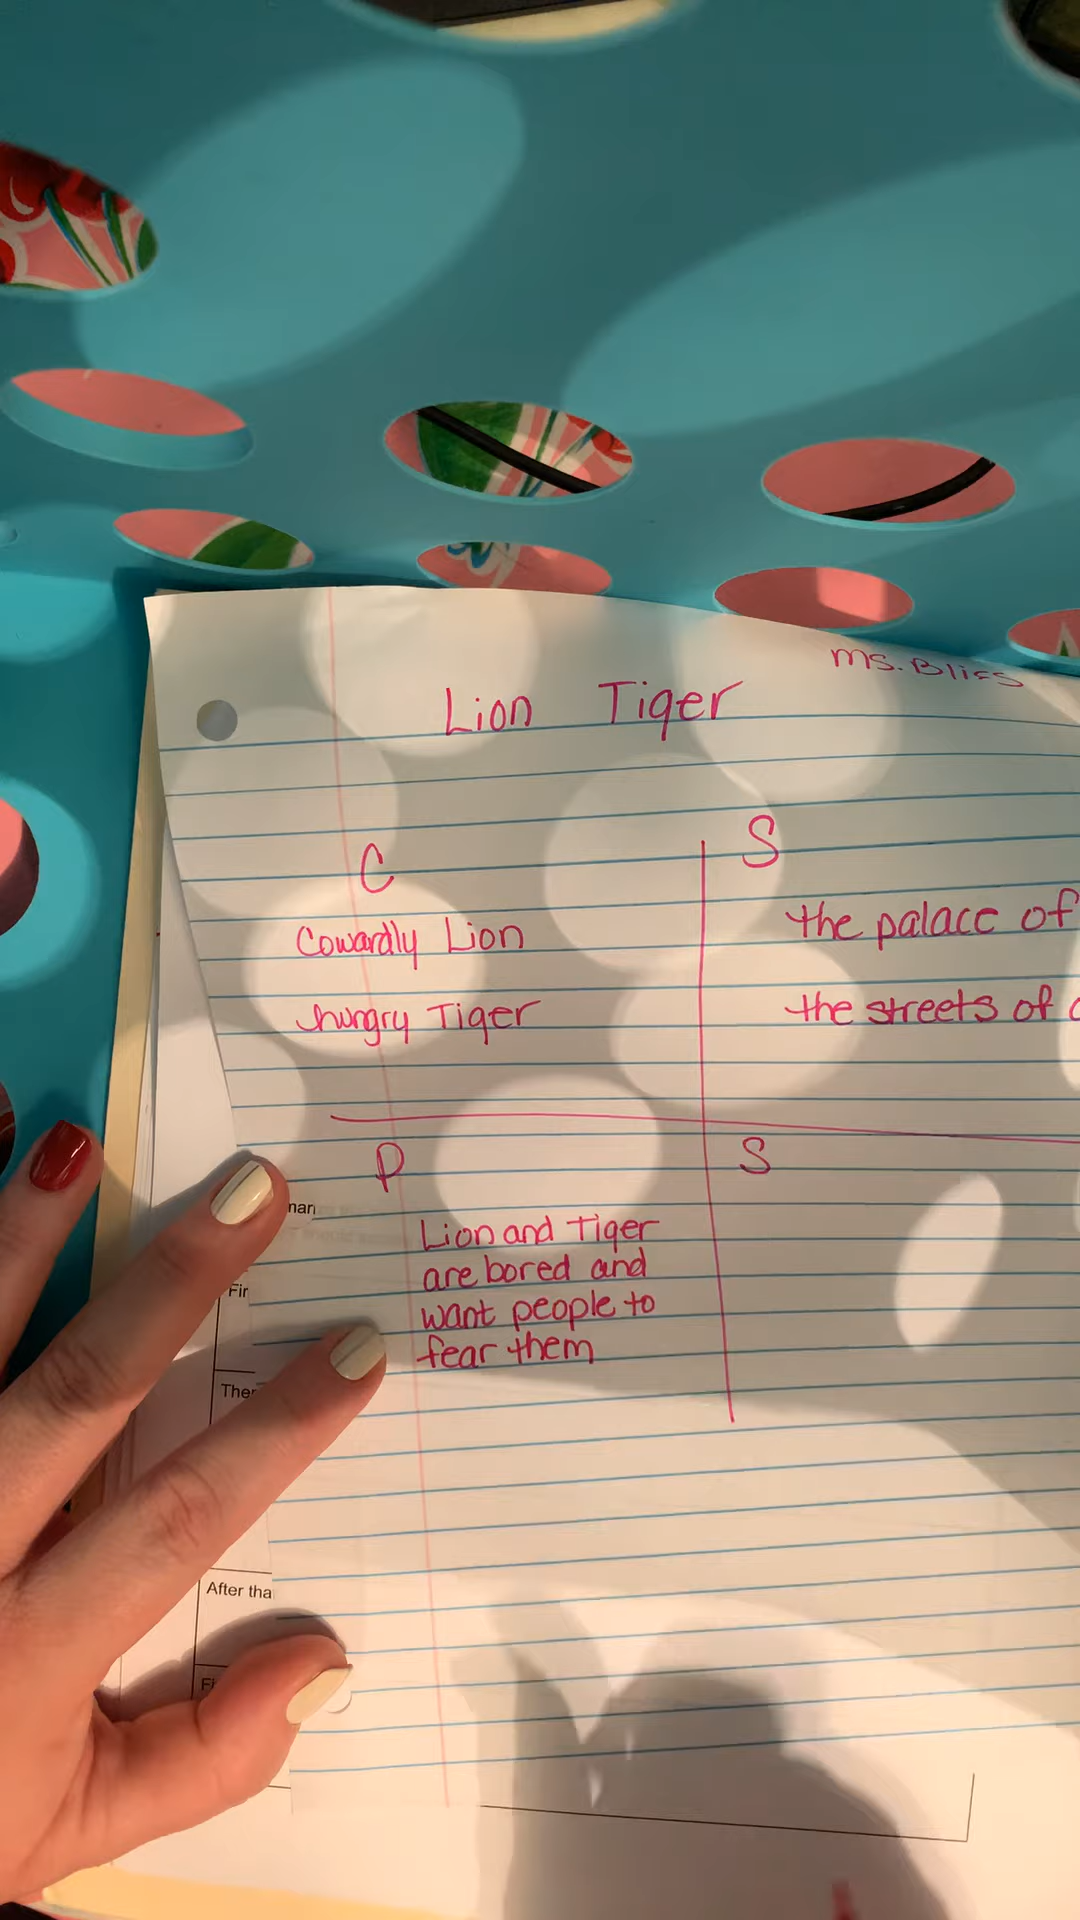 Ms. Bliss
Lion Tiger
C
S
Cowardly Lion
the palace of
hungry Tiger
the streets of
P
S
Lion and Tiger
are bored and
want people to
fear them
Fir
After tha